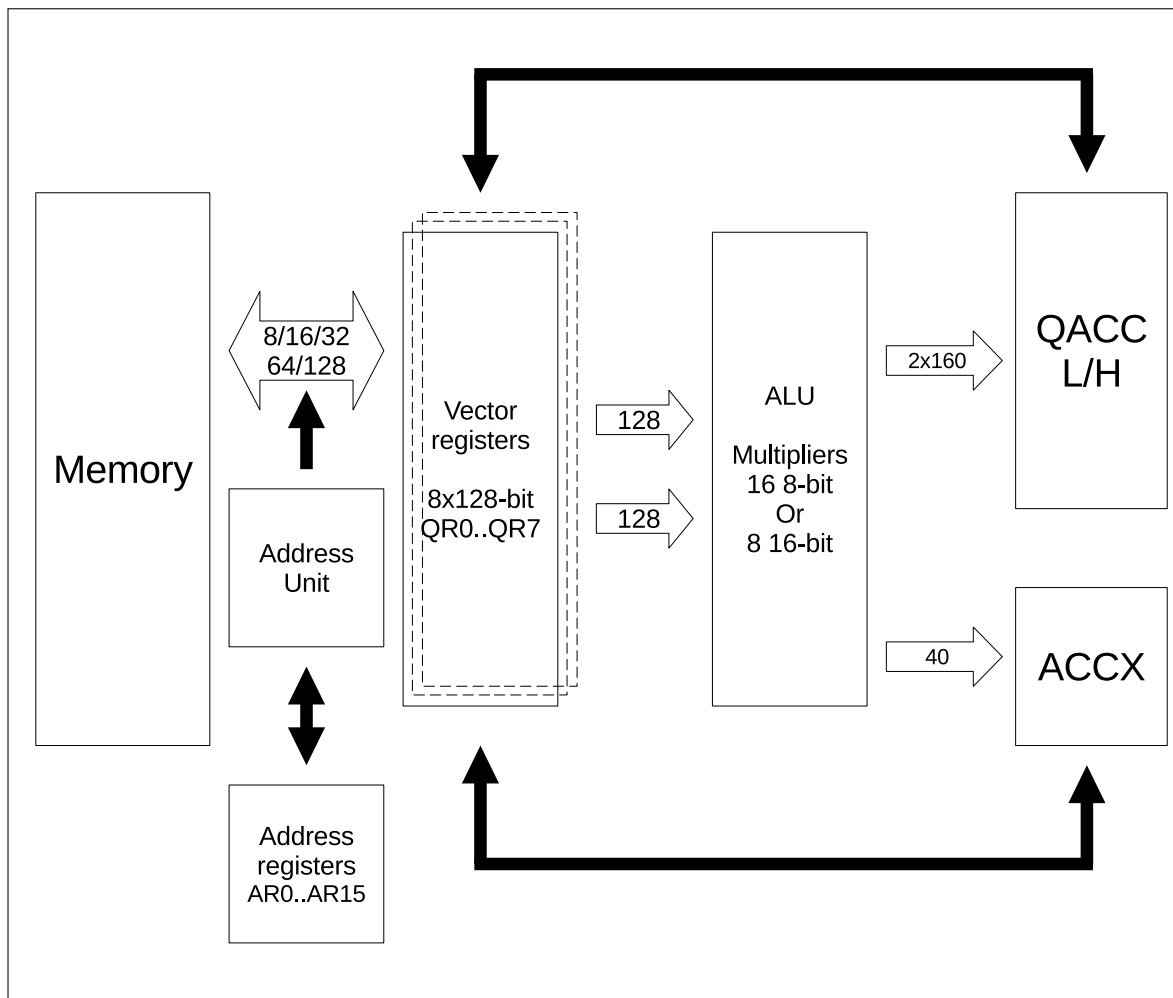 Memory
8/16/32
64/128
Address
Unit
Address
registers
AR0..AR15
Vector
registers
8x128-bit
QR0..QR7
128
128
ALU
Multipliers
16 8-bit
Or
8 16-bit
2x160
40
QACC
L/H
ACCX